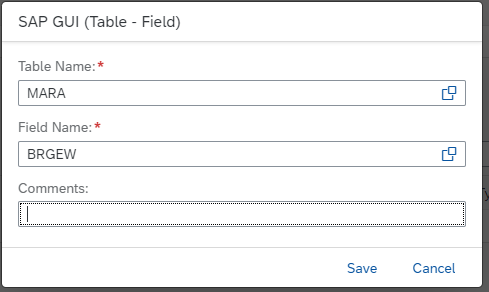 SAP GUI (Table - Field)
Table Name:*
MARA
Field Name:*
BRGEW
Comments:
Save Cancel